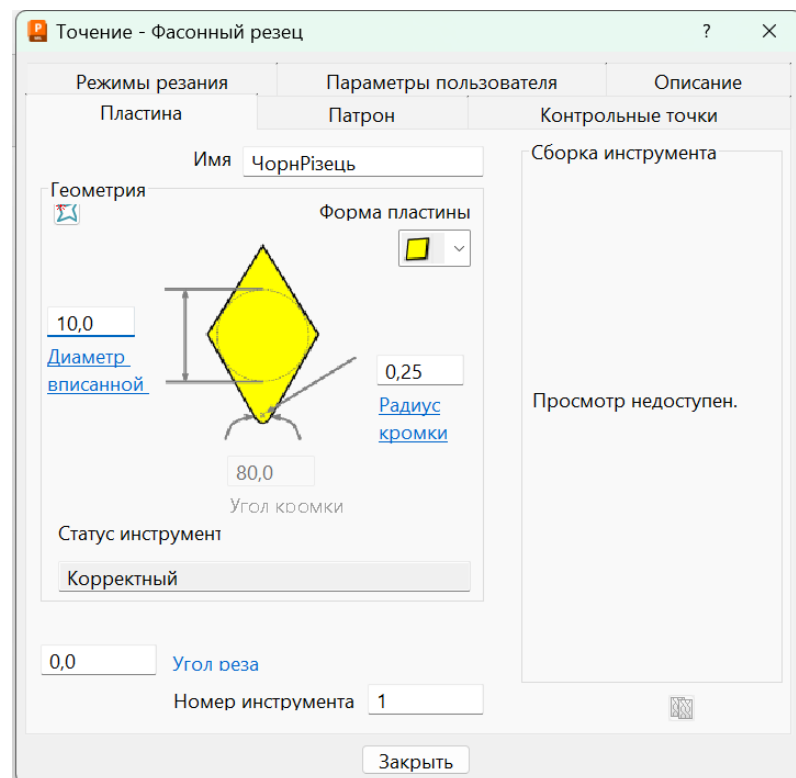 Точение - Фасонный резец
Режимы резания
Параметры пользователя
Описание
Пластина
Патрон
Контрольные точки
Имя
ЧорнРізець
Сборка инструмента
Геометрия
Форма пластины
10,0
Диаметр
вписанной
0,25
Радиус
кромки
Просмотр недоступен.
80,0
Угол кромки
Статус инструмент
Корректный
0,0
Угол реза
Номер инструмента
1
Закрыть